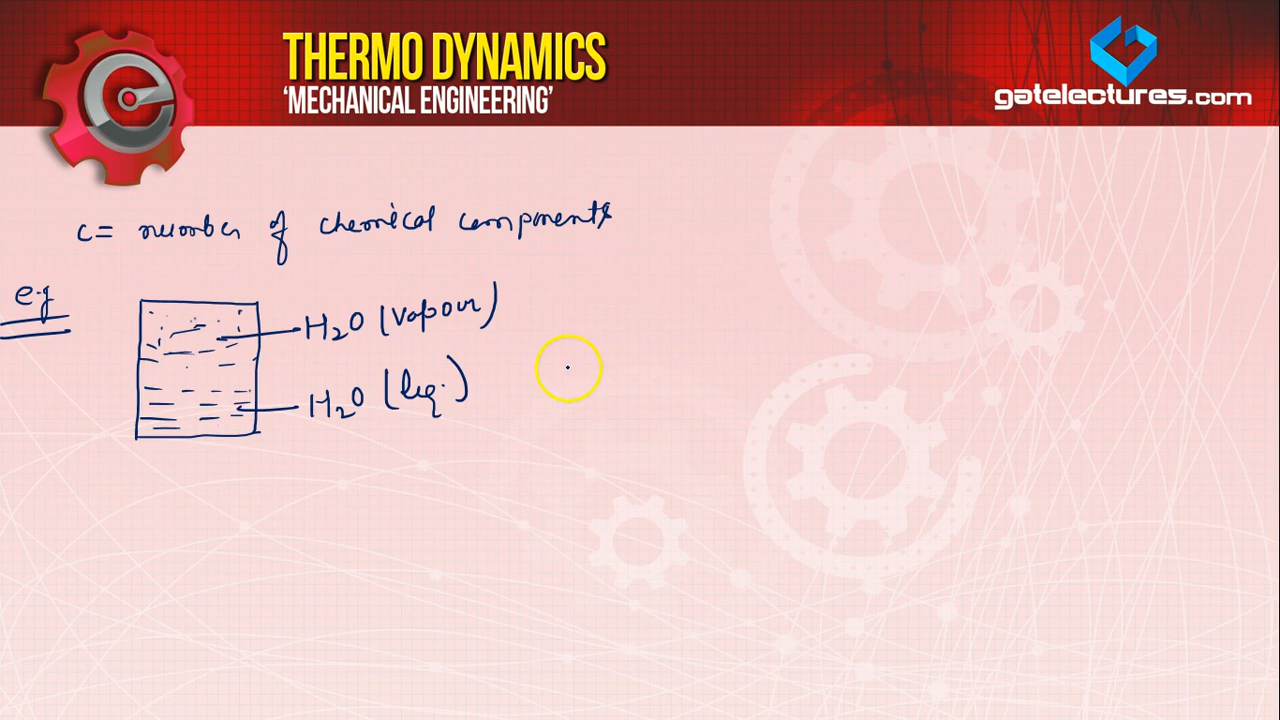 THERMO DYNAMICS
'MECHANICAL ENGINEERING'
gatelectures.com
c = number of chemical components
e.g
H2O (vapour)
H2O (liq.)